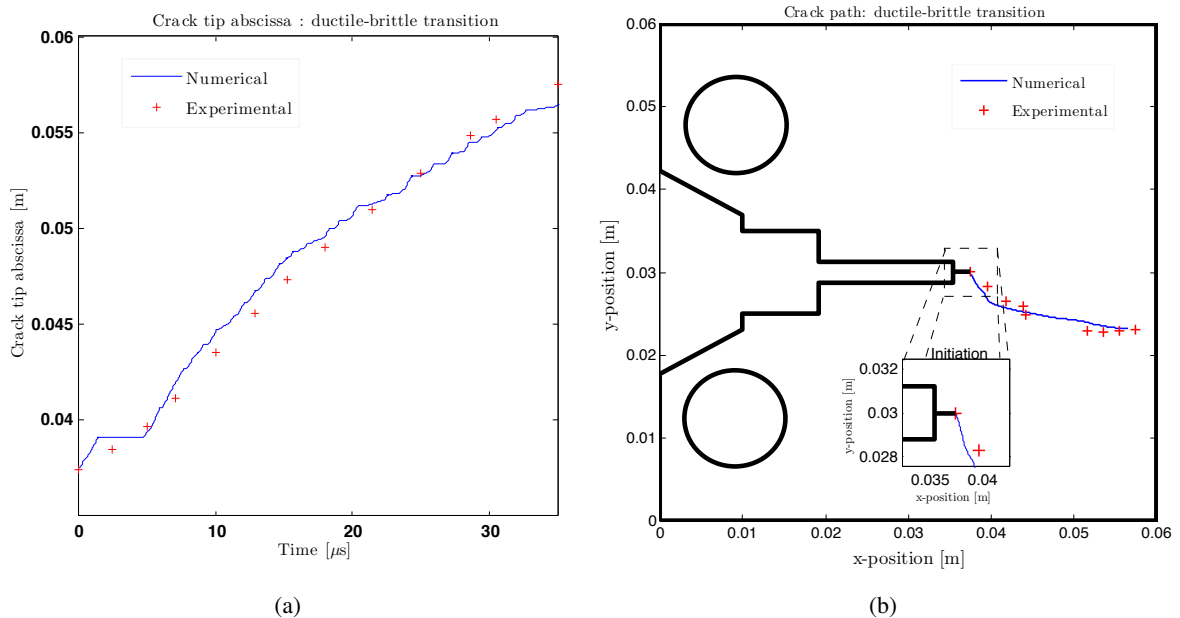 Crack tip abscissa : ductile-brittle transition
0.06
0.055
0.05
0.045
0.04
Crack tip abscissa [m]
Numerical
Experimental
0
10
20
30
Time [μs]
(a)
Crack path: ductile-brittle transition
0.06
0.05
0.04
0.03
0.02
0.01
0
y-position [m]
Numerical
Experimental
Initiation
0.032
0.03
0.028
y-position [m]
0.035
0.04
x-position [m]
0
0.01
0.02
0.03
0.04
0.05
0.06
x-position [m]
(b)